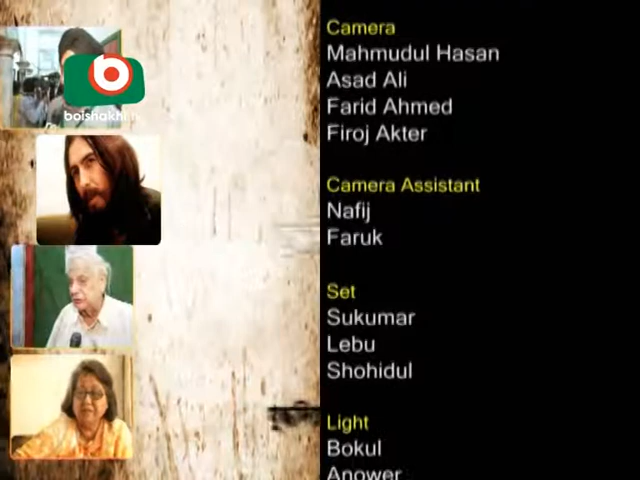 boishakhi tv
Camera
Mahmudul Hasan
Asad Ali
Farid Ahmed
Firoj Akter
Camera Assistant
Nafij
Faruk
Set
Sukumar
Lebu
Shohidul
Light
Bokul
Anower